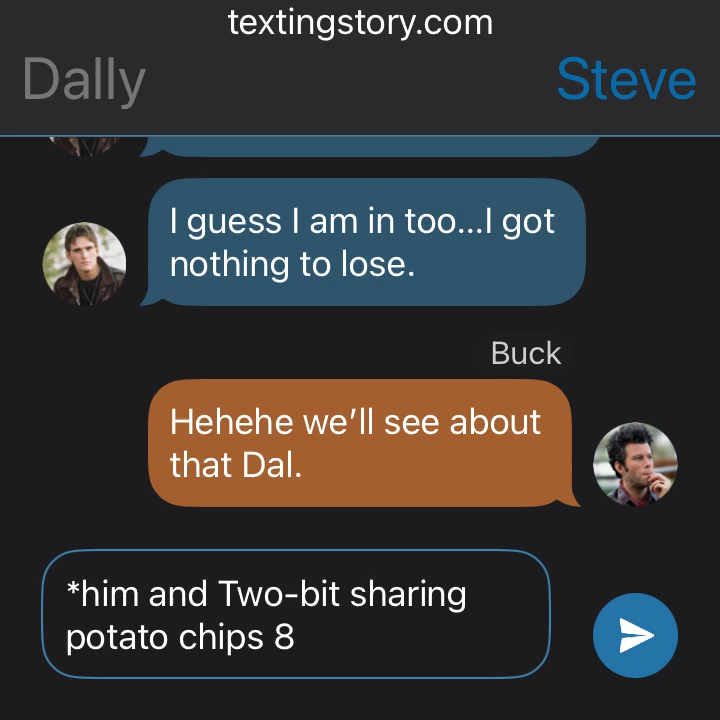 textingstory.com
Dally
Steve
I guess I am in too...I got
nothing to lose.
Buck
Hehehe we’ll see about
that Dal.
*him and Two-bit sharing
potato chips 8